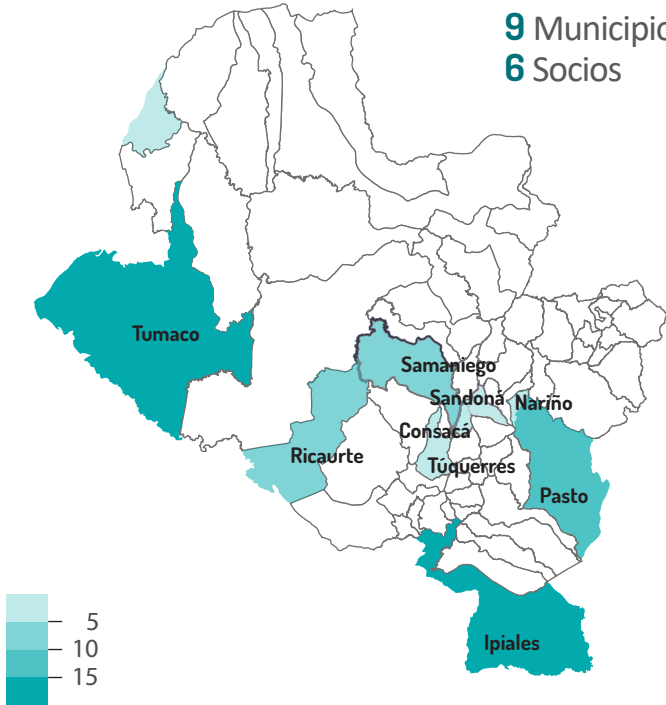 9 Municipio
6 Socios
Tumaco
Samaniego
Sandoná
Nariño
Consacá
Ricaurte
Túquerres
Pasto
Ipiales
5
10
15